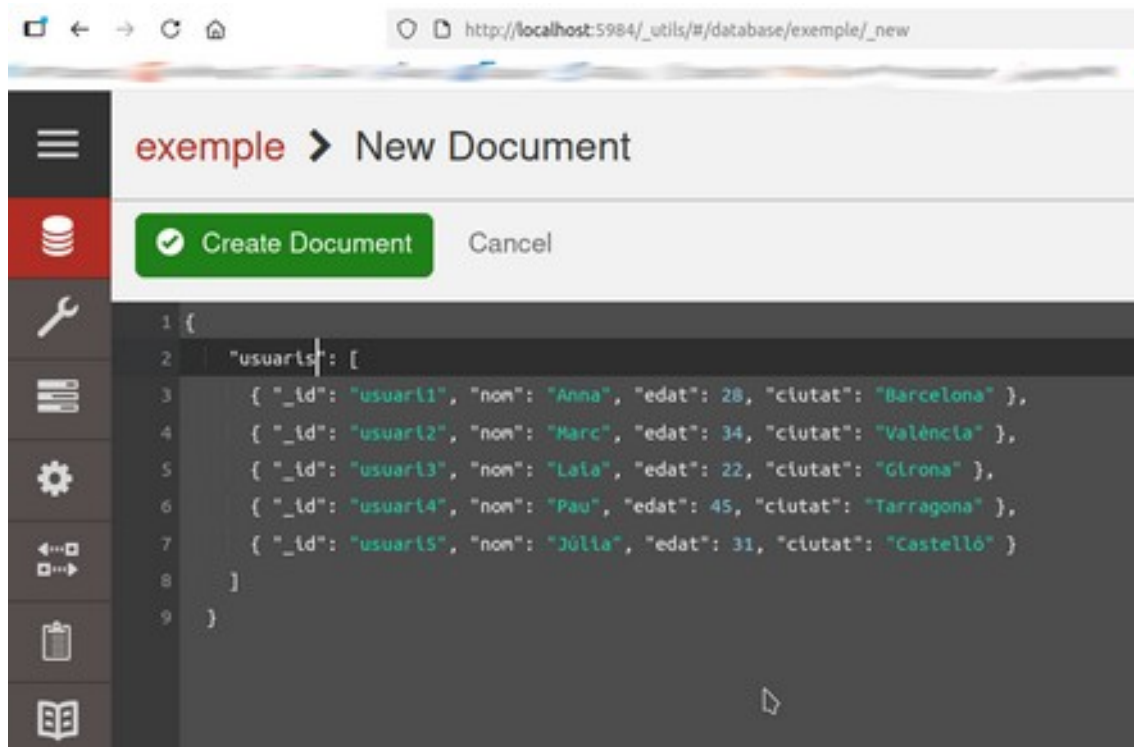 http://localhost:5984/_utils/#/database/exemple/_new
exemple > New Document
Create Document Cancel
1 {
2 "usuaris": [
3 { "_id": "usuari1", "nom": "Anna", "edat": 28, "ciutat": "Barcelona" },
4 { "_id": "usuari2", "nom": "Marc", "edat": 34, "ciutat": "València" },
5 { "_id": "usuari3", "nom": "Laia", "edat": 22, "ciutat": "Girona" },
6 { "_id": "usuari4", "nom": "Pau", "edat": 45, "ciutat": "Tarragona" },
7 { "_id": "usuari5", "nom": "Júlia", "edat": 31, "ciutat": "Castelló" }
8 ]
9 }